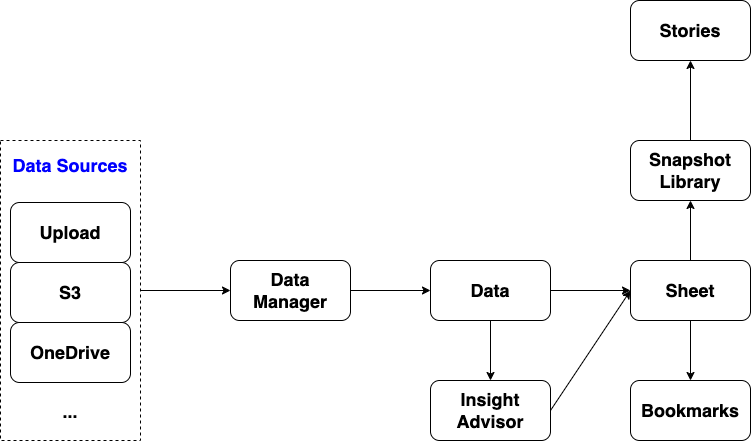 Stories
Snapshot
Library
Data Sources
Upload
S3
OneDrive
...
Data
Manager
Data
Sheet
Insight
Advisor
Bookmarks